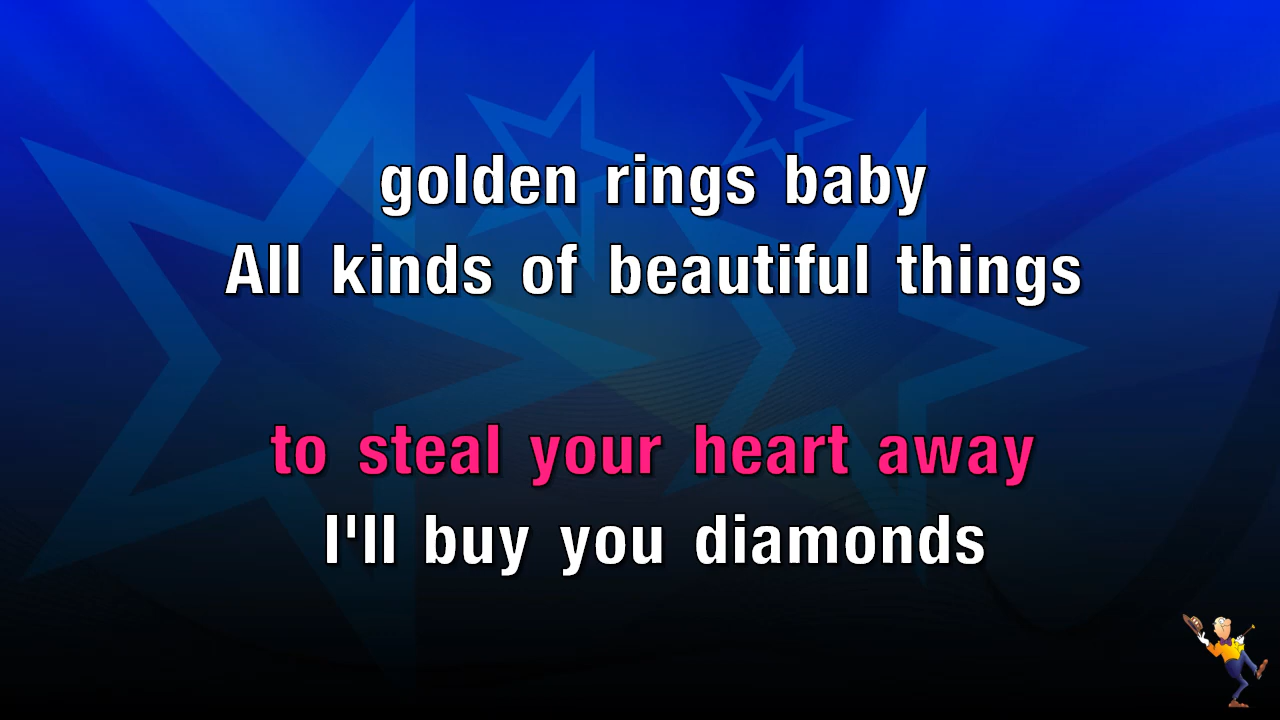 golden rings baby
All kinds of beautiful things
to steal your heart away
I'll buy you diamonds